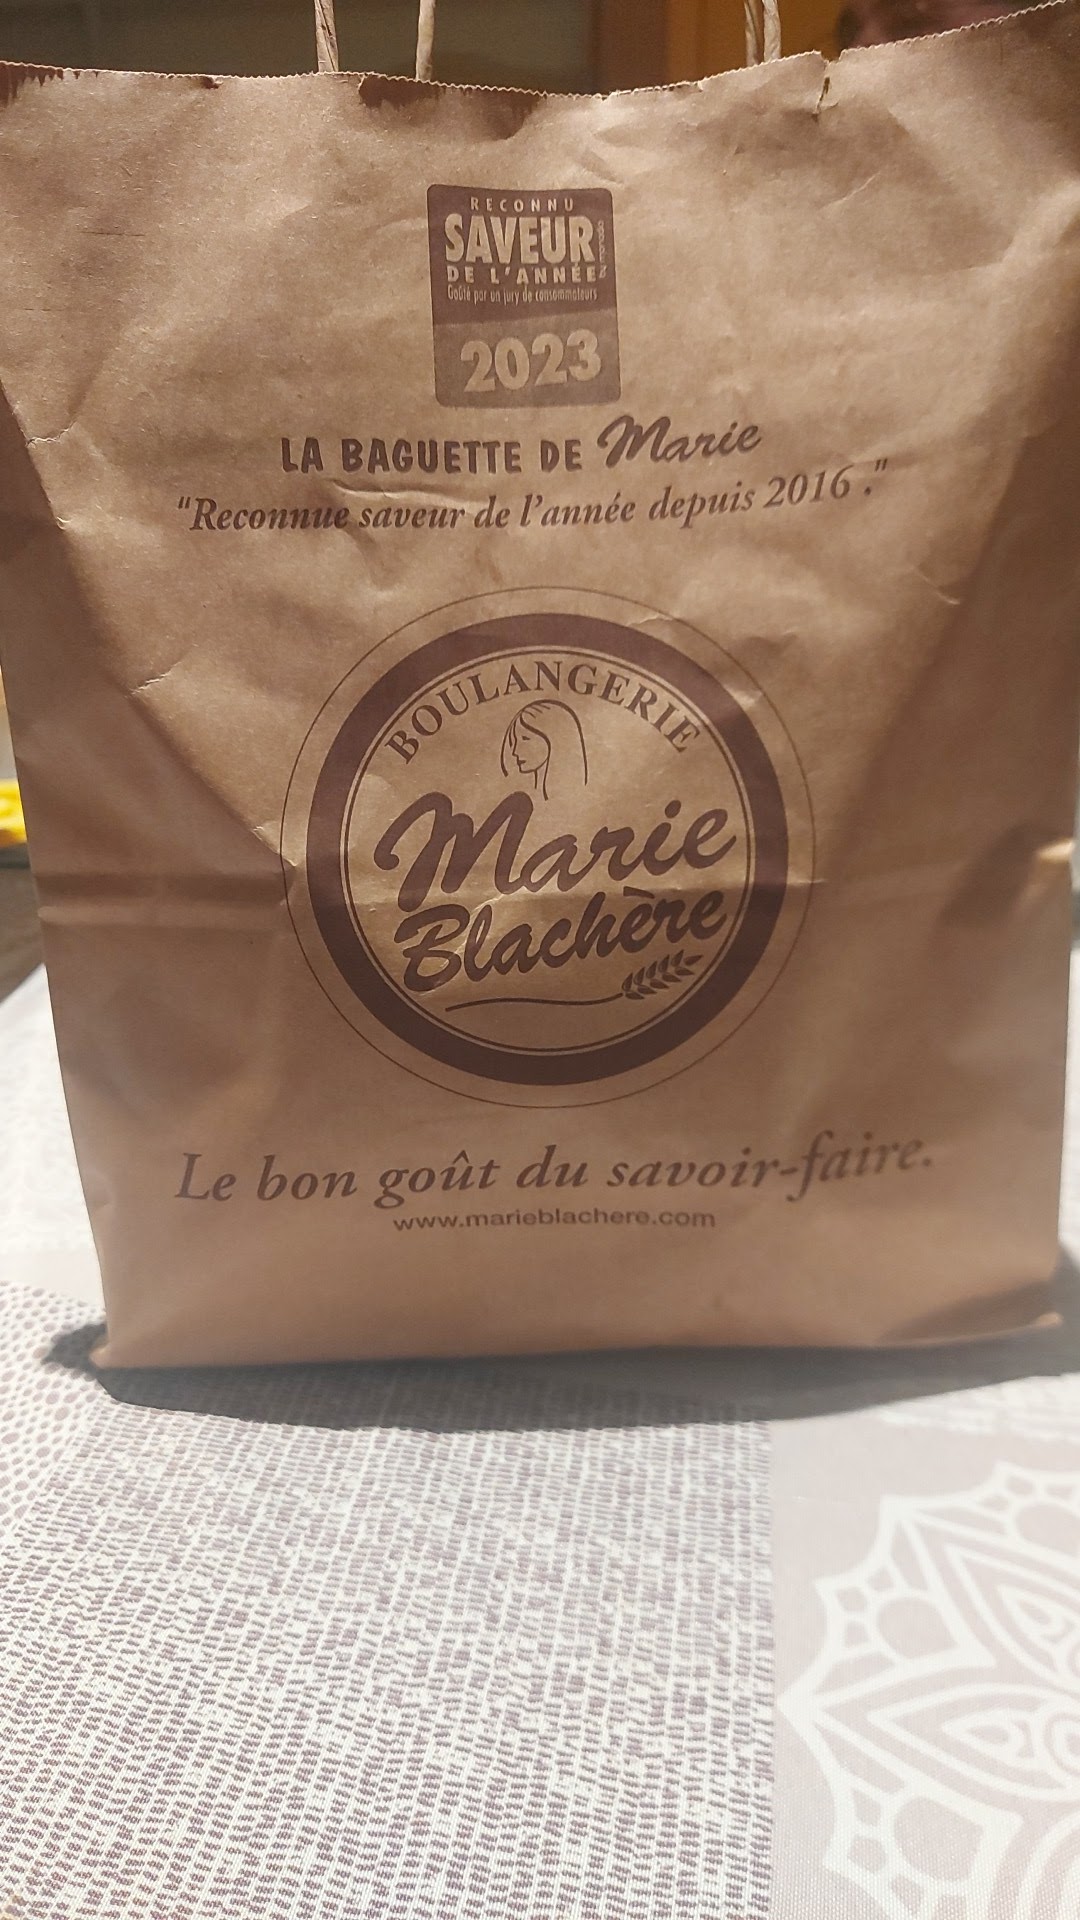 RECONNU
SAVEUR
DE L'ANNÉE
Goûté par un jury de consommateurs
2023
LA BAGUETTE DE Marie
"Reconnue saveur de l'année depuis 2016 ."
BOULANGERIE
Marie
Blachère
Le bon goût du savoir-faire.
www.marieblachere.com